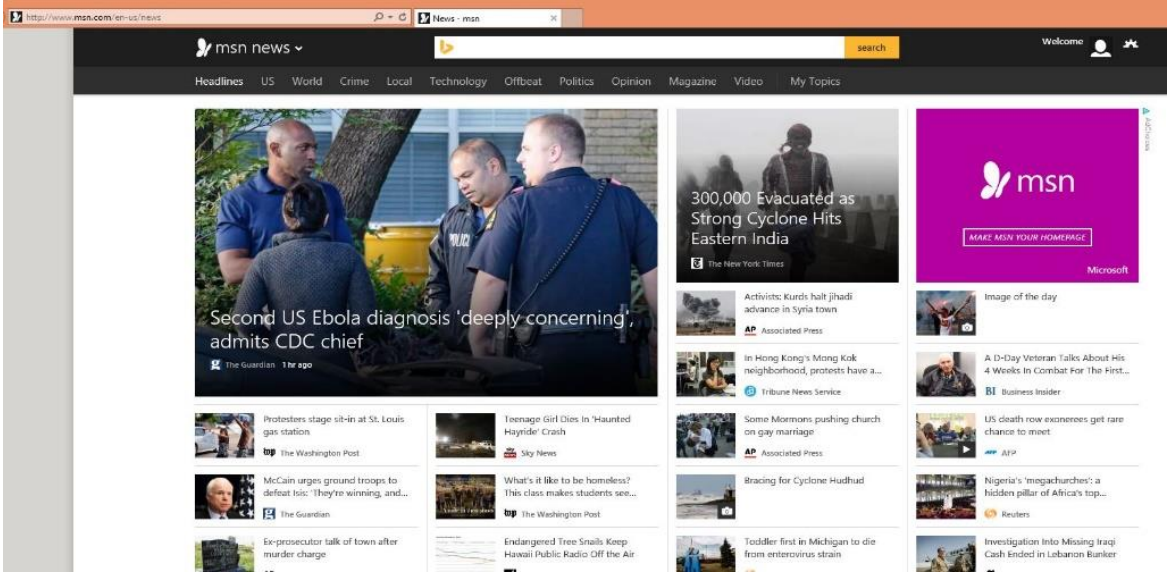 http://www.msn.com/en-us/news
News - msn
msn news
search
Welcome
Headlines US World Crime Local Technology Offbeat Politics Opinion Magazine Video My Topics
POLICE
Second US Ebola diagnosis 'deeply concerning',
admits CDC chief
The Guardian 1 hr ago
300,000 Evacuated as
Strong Cyclone Hits
Eastern India
The New York Times
AdChoices
msn
MAKE MSN YOUR HOMEPAGE
Microsoft
Activists: Kurds halt jihadi
advance in Syria town
AP Associated Press
In Hong Kong's Mong Kok
neighborhood, protests have a...
Tribune News Service
Some Mormons pushing church
on gay marriage
AP Associated Press
Bracing for Cyclone Hudhud
Toddler first in Michigan to die
from enterovirus strain
Image of the day
A D-Day Veteran Talks About His
4 Weeks In Combat For The First...
BI Business Insider
US death row exonerees get rare
chance to meet
AFP AFP
Nigeria's 'megachurches': a
hidden pillar of Africa's top...
Reuters
Investigation Into Missing Iraqi
Cash Ended in Lebanon Bunker
Protesters stage sit-in at St. Louis
gas station
top The Washington Post
McCain urges ground troops to
defeat Isis: 'They're winning, and...
The Guardian
Ex-prosecutor talk of town after
murder charge
Teenage Girl Dies In 'Haunted
Hayride' Crash
Sky News
What's it like to be homeless?
This class makes students see...
top The Washington Post
Endangered Tree Snails Keep
Hawaii Public Radio Off the Air